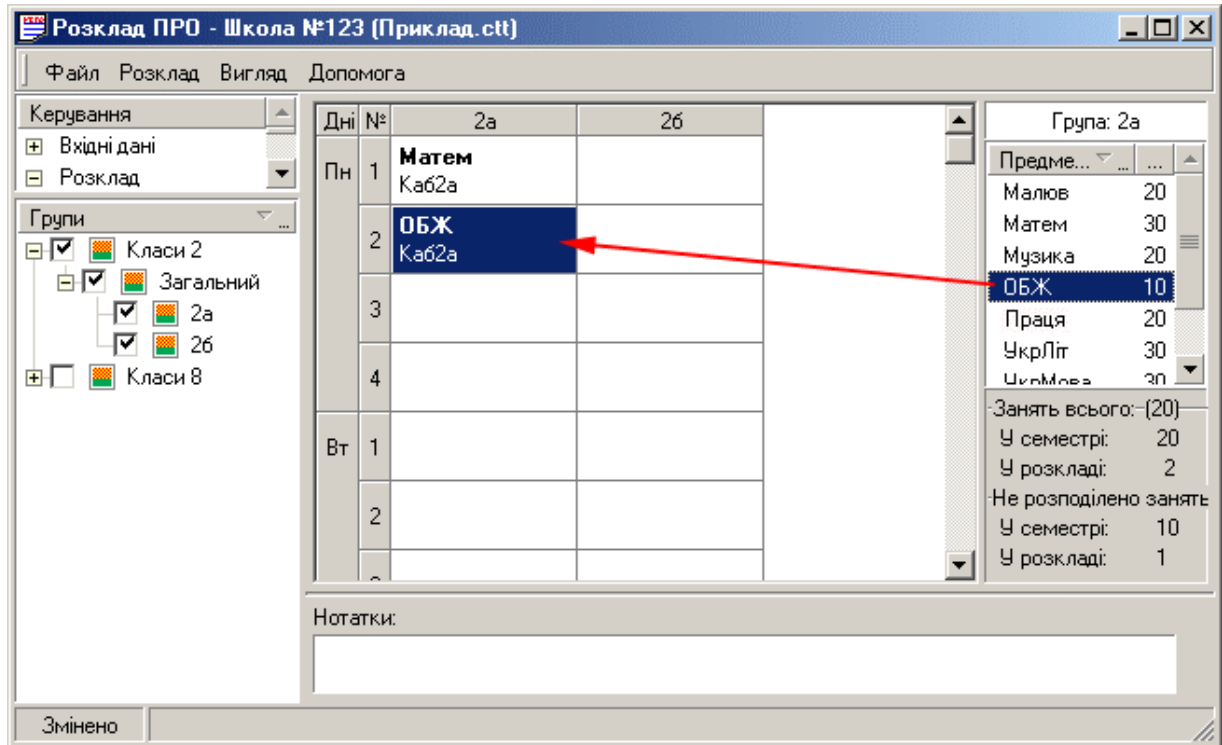 Розклад ПРО - Школа №123 (Приклад.ctt)
Файл Розклад Вигляд Допомога
Керування
Вхідні дані
Розклад
Групи ...
Класи 2
Загальний
2а
2б
Класи 8
Дні № 2а 2б
Пн 1 Матем
Каб2а
2 ОБЖ
Каб2а
3
4
Вт 1
2
Група: 2а
Предме... ... ...
Малюв 20
Матем 30
Музика 20
ОБЖ 10
Праця 20
УкрЛіт 30
УкрМова 30
Занять всього: (20)
У семестрі: 20
У розкладі: 2
Не розподілено занять
У семестрі: 10
У розкладі: 1
Нотатки:
Змінено